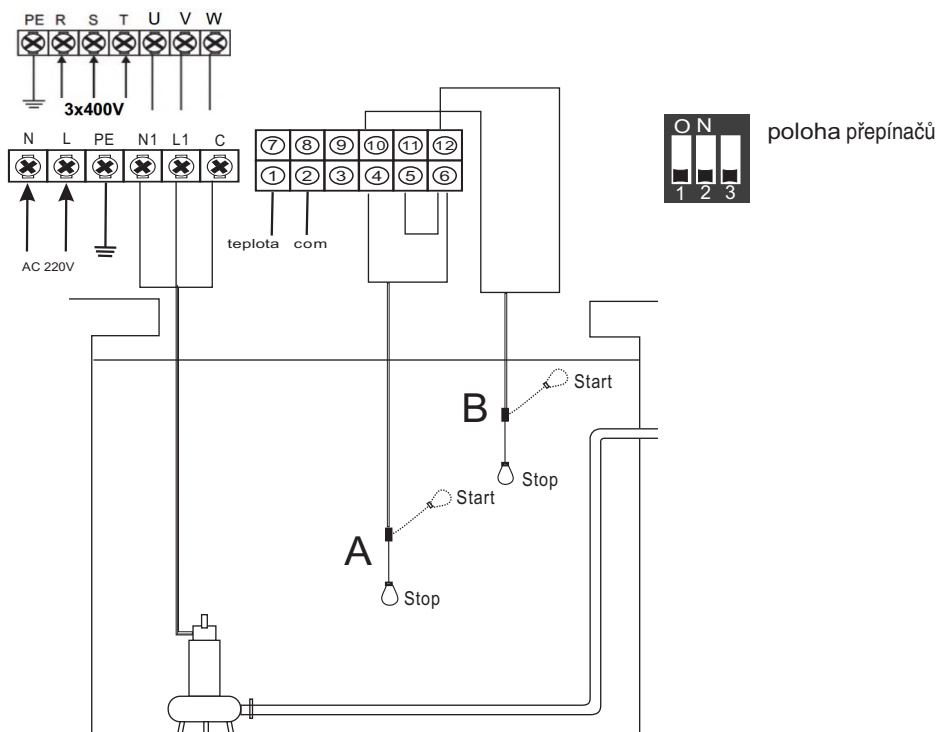 PE R S T U V W
3x400V
N L PE N1 L1 C
AC 220V
7 8 9 10 11 12
1 2 3 4 5 6
teplota com
ON
1 2 3
poloha přepínačů
B
Start
Stop
A
Start
Stop